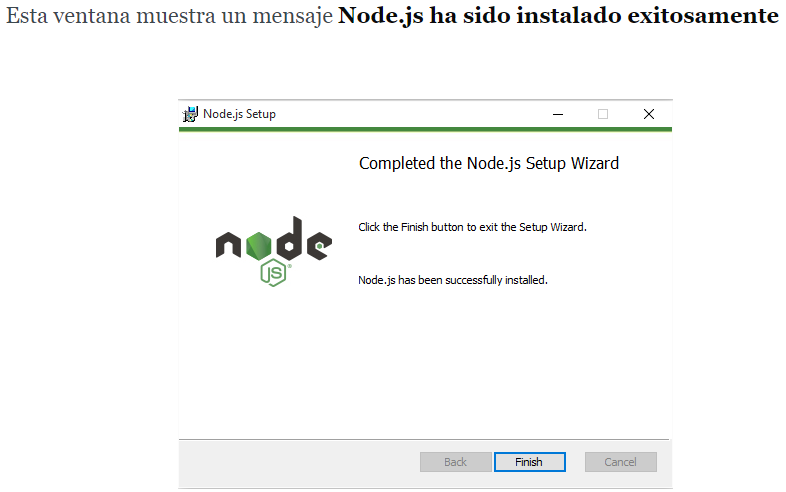 Esta ventana muestra un mensaje Node.js ha sido instalado exitosamente
Node.js Setup
Completed the Node.js Setup Wizard
Click the Finish button to exit the Setup Wizard.
node
JS
Node.js has been successfully installed.
Back
Finish
Cancel